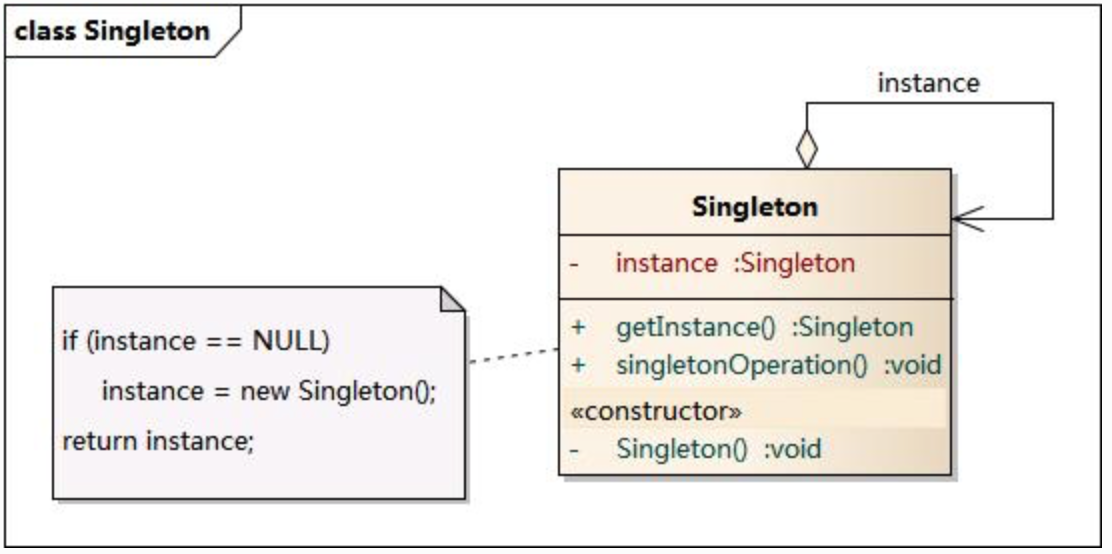 class Singleton
instance
Singleton
- instance :Singleton
+ getInstance() :Singleton
+ singletonOperation() :void
«constructor»
- Singleton() :void
if (instance == NULL)
instance = new Singleton();
return instance;